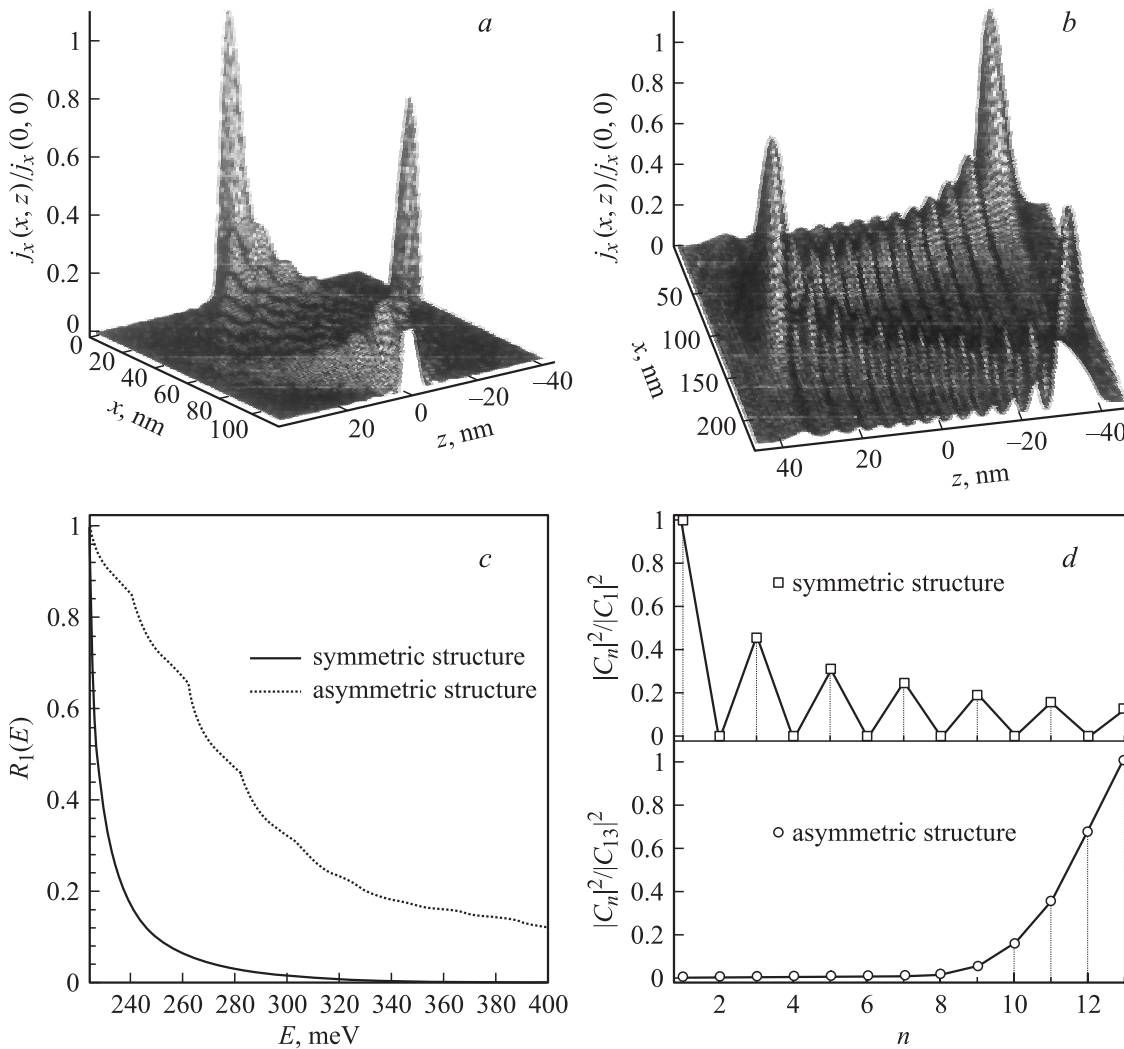 a
1
0.8
0.6
0.4
0.2
0
j_x(x, z)/j_x(0, 0)
0
20
40
60
80
100
x, nm
20
0
–20
–40
z, nm
b
1
0.8
0.6
0.4
0.2
0
j_x(x, z)/j_x(0, 0)
50
100
150
200
x, nm
40
20
0
–20
–40
z, nm
c
1
0.8
0.6
0.4
0.2
0
R_1(E)
symmetric structure
asymmetric structure
240 260 280 300 320 340 360 380 400
E, meV
d
1
0.8
0.6
0.4
0.2
0
|C_n|^2/|C_1|^2
symmetric structure
1
0.8
0.6
0.4
0.2
0
|C_n|^2/|C_13|^2
asymmetric structure
2 4 6 8 10 12
n